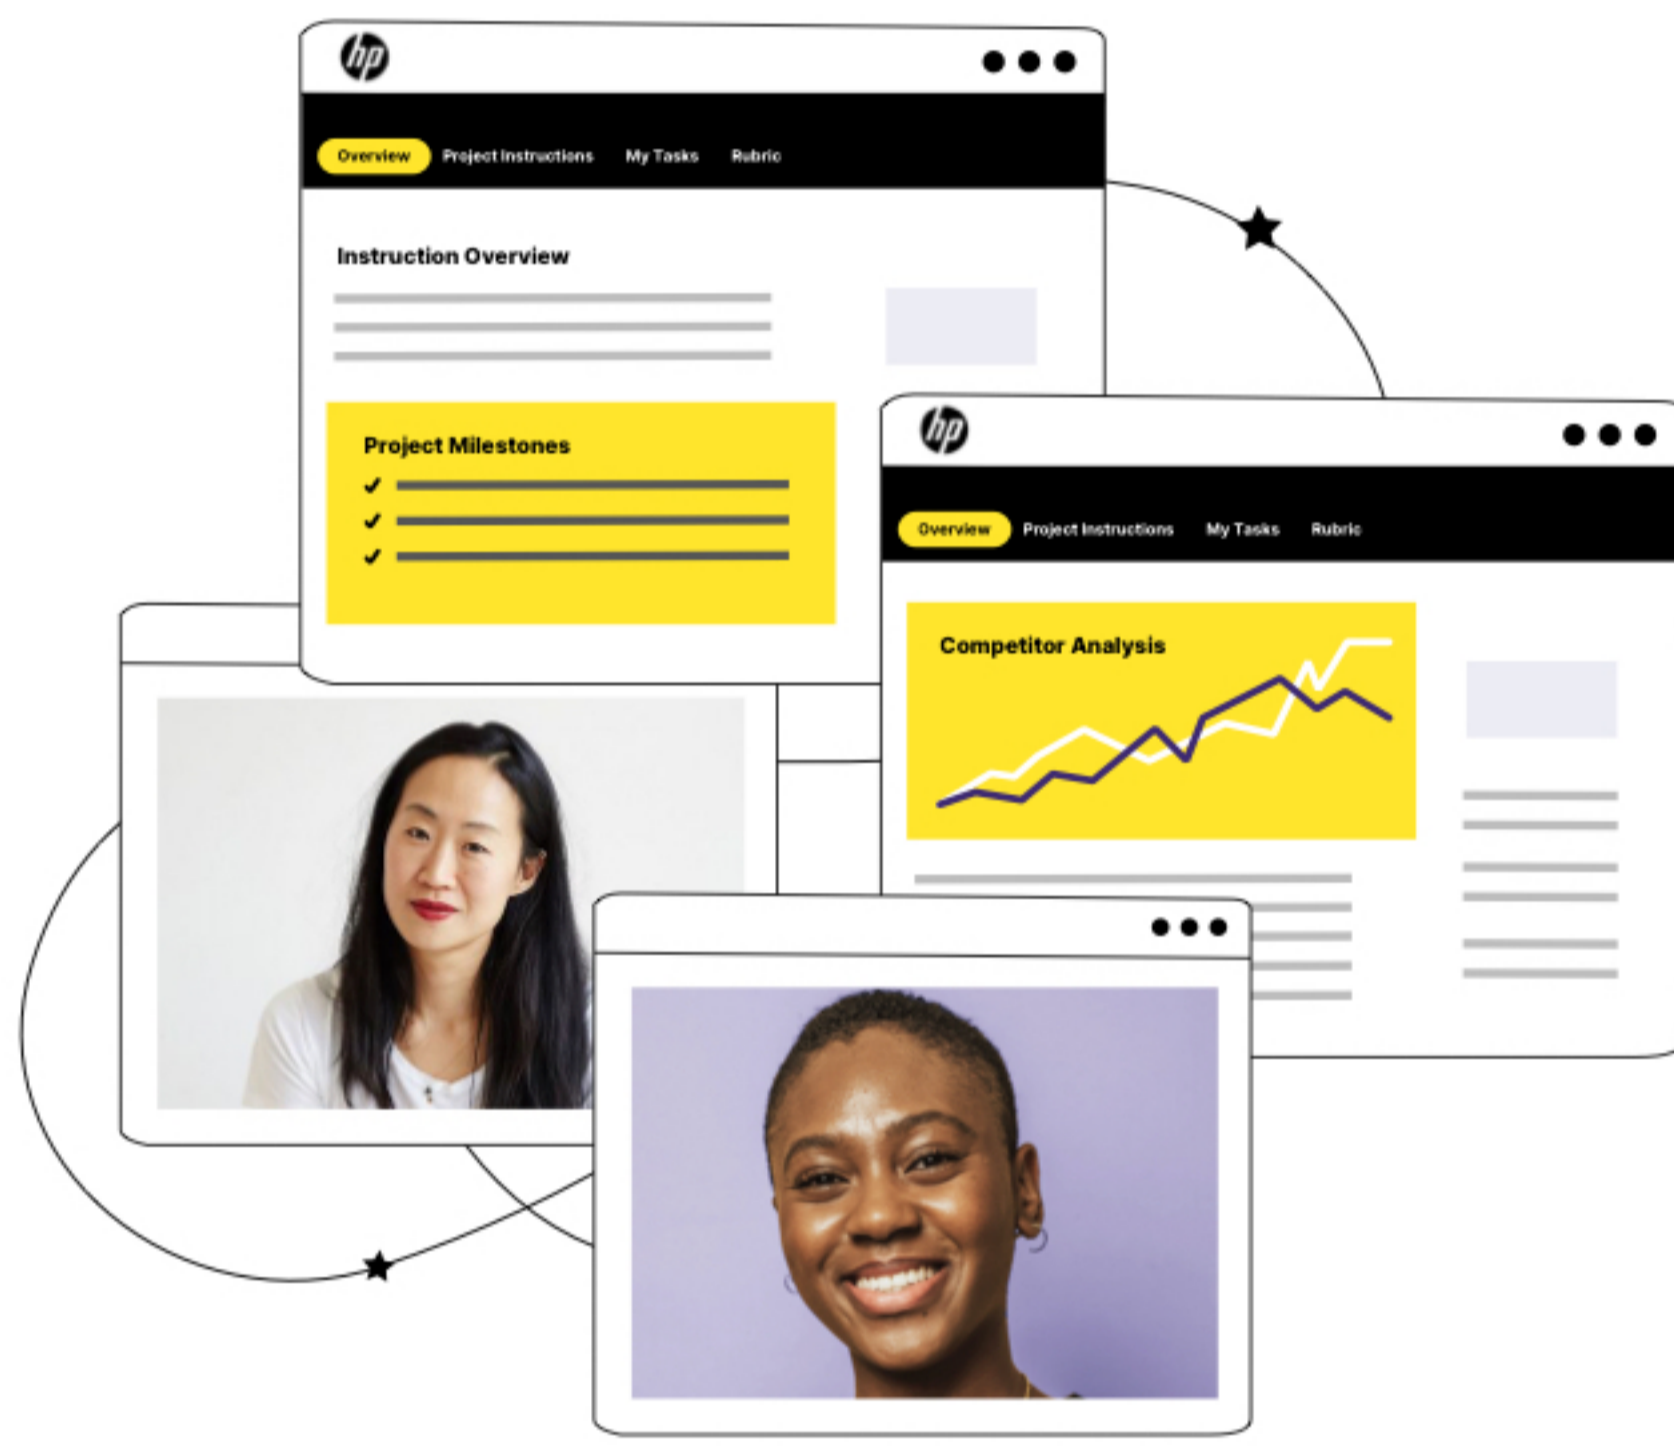 hp
Overview Project Instructions My Tasks Rubric
Instruction Overview
Project Milestones
hp
Overview Project Instructions My Tasks Rubric
Competitor Analysis